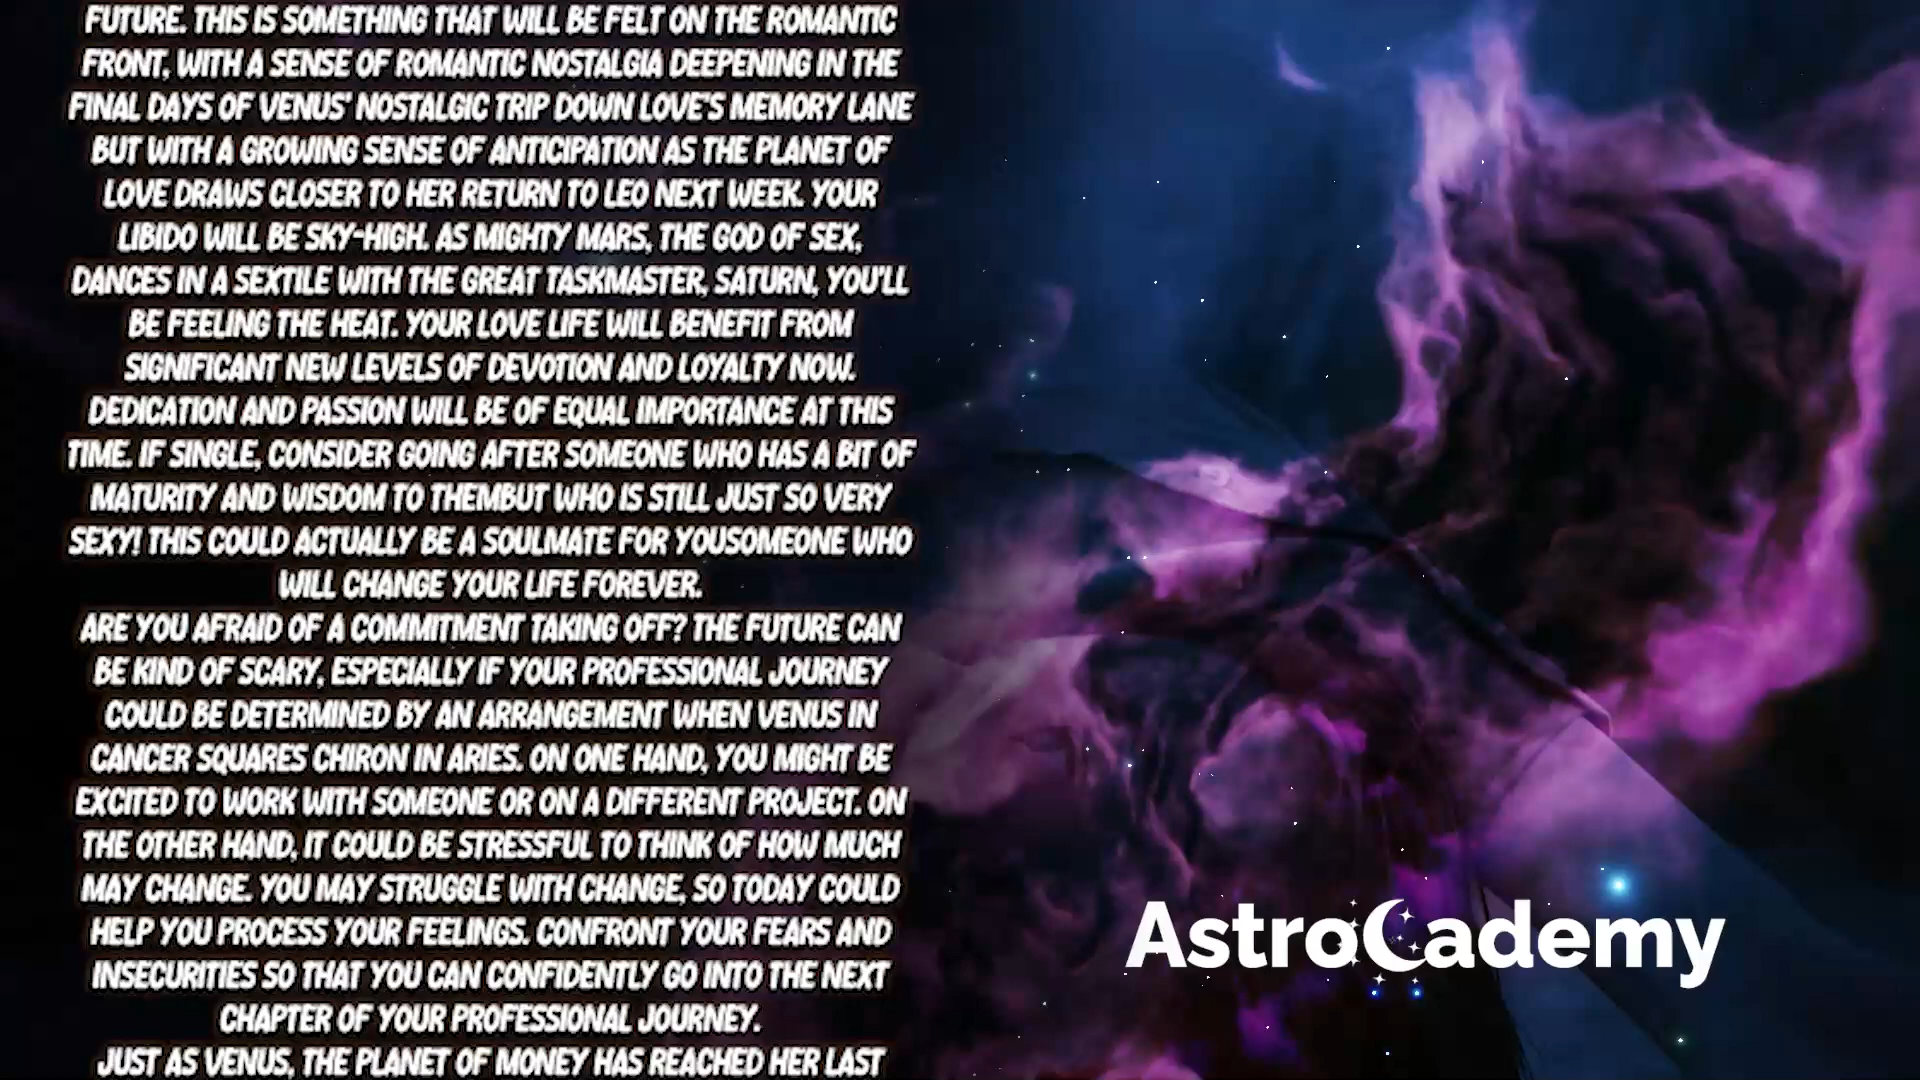 FUTURE. THIS IS SOMETHING THAT WILL BE FELT ON THE ROMANTIC
FRONT, WITH A SENSE OF ROMANTIC NOSTALGIA DEEPENING IN THE
FINAL DAYS OF VENUS' NOSTALGIC TRIP DOWN LOVE'S MEMORY LANE
BUT WITH A GROWING SENSE OF ANTICIPATION AS THE PLANET OF
LOVE DRAWS CLOSER TO HER RETURN TO LEO NEXT WEEK. YOUR
LIBIDO WILL BE SKY-HIGH. AS MIGHTY MARS, THE GOD OF SEX,
DANCES IN A SEXTILE WITH THE GREAT TASKMASTER, SATURN, YOU'LL
BE FEELING THE HEAT. YOUR LOVE LIFE WILL BENEFIT FROM
SIGNIFICANT NEW LEVELS OF DEVOTION AND LOYALTY NOW.
DEDICATION AND PASSION WILL BE OF EQUAL IMPORTANCE AT THIS
TIME. IF SINGLE, CONSIDER GOING AFTER SOMEONE WHO HAS A BIT OF
MATURITY AND WISDOM TO THEMBUT WHO IS STILL JUST SO VERY
SEXY! THIS COULD ACTUALLY BE A SOULMATE FOR YOUSOMEONE WHO
WILL CHANGE YOUR LIFE FOREVER.
ARE YOU AFRAID OF A COMMITMENT TAKING OFF? THE FUTURE CAN
BE KIND OF SCARY, ESPECIALLY IF YOUR PROFESSIONAL JOURNEY
COULD BE DETERMINED BY AN ARRANGEMENT WHEN VENUS IN
CANCER SQUARES CHIRON IN ARIES. ON ONE HAND, YOU MIGHT BE
EXCITED TO WORK WITH SOMEONE OR ON A DIFFERENT PROJECT. ON
THE OTHER HAND, IT COULD BE STRESSFUL TO THINK OF HOW MUCH
MAY CHANGE. YOU MAY STRUGGLE WITH CHANGE, SO TODAY COULD
HELP YOU PROCESS YOUR FEELINGS. CONFRONT YOUR FEARS AND
INSECURITIES SO THAT YOU CAN CONFIDENTLY GO INTO THE NEXT
CHAPTER OF YOUR PROFESSIONAL JOURNEY.
JUST AS VENUS, THE PLANET OF MONEY HAS REACHED HER LAST
AstroCademy